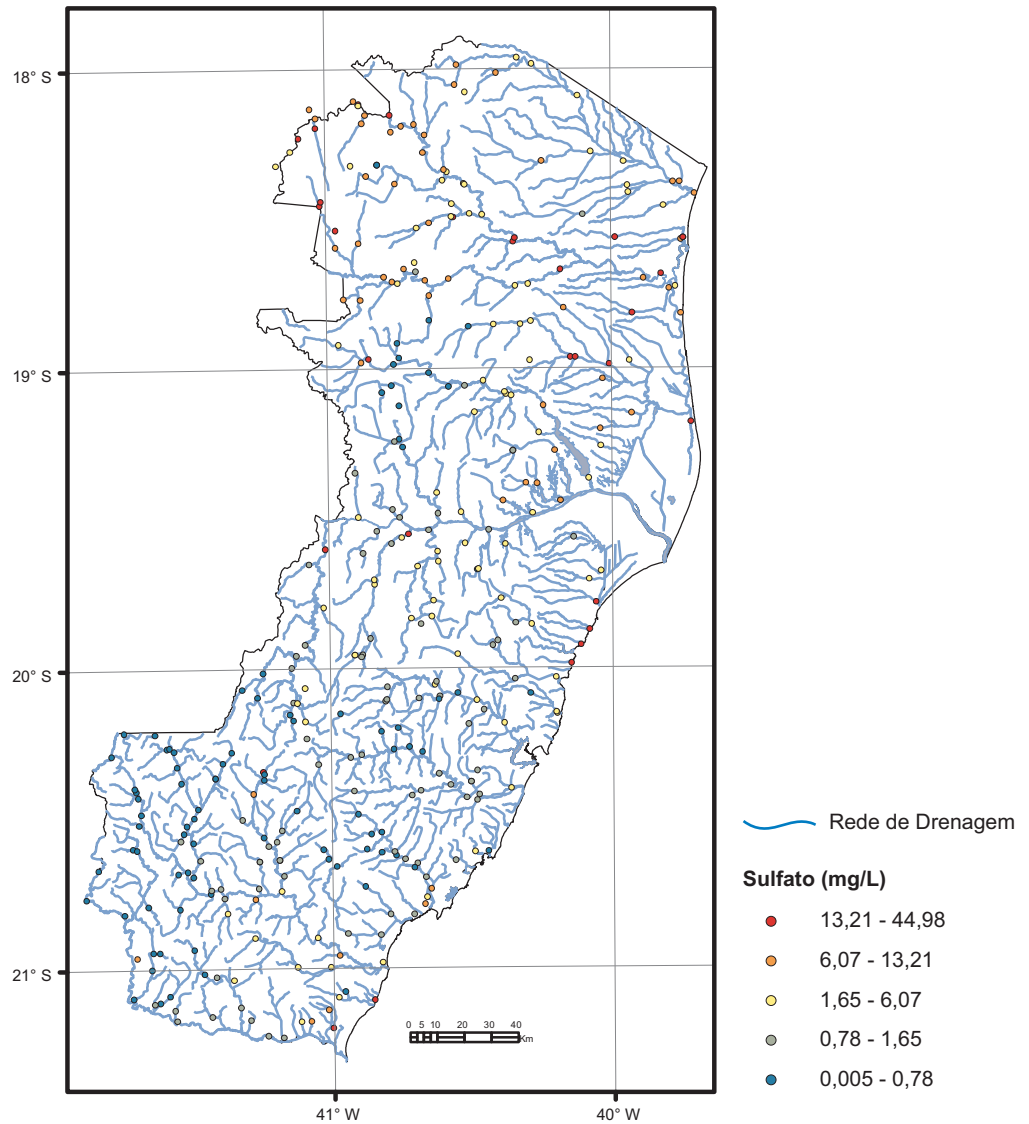 18° S
19° S
20° S
21° S
41° W
40° W
0 5 10 20 30 40
Km
Rede de Drenagem
Sulfato (mg/L)
13,21 - 44,98
6,07 - 13,21
1,65 - 6,07
0,78 - 1,65
0,005 - 0,78